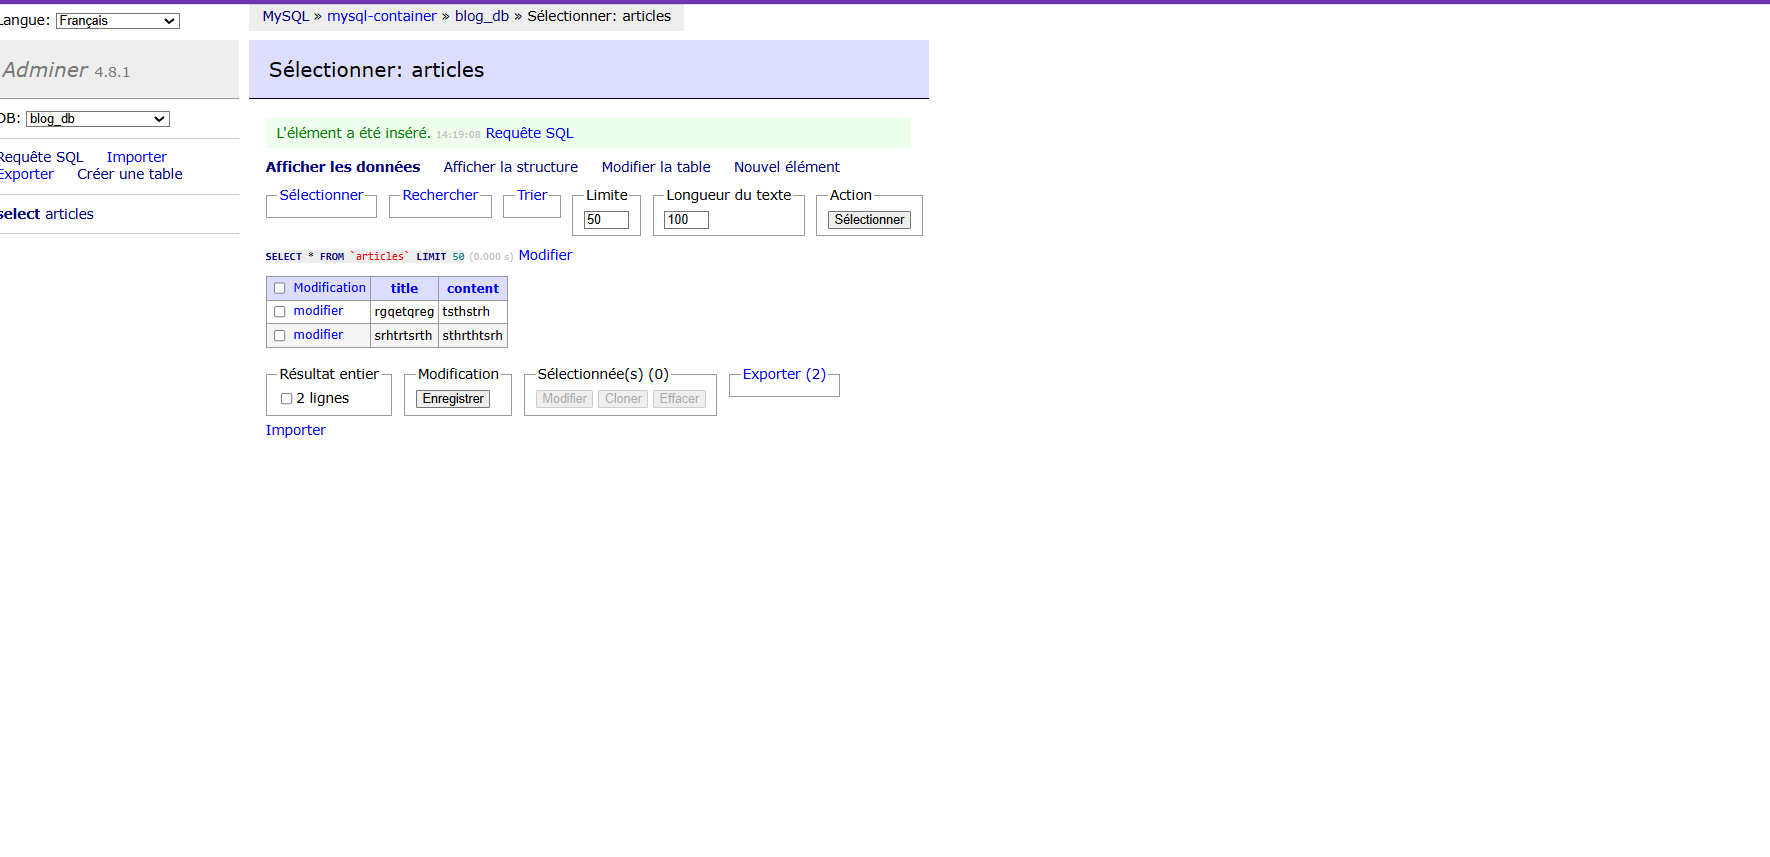 Langue: Français
MySQL » mysql-container » blog_db » Sélectionner: articles
Adminer 4.8.1
Sélectionner: articles
DB: blog_db
L'élément a été inséré. 14:19:08 Requête SQL
Requête SQL Importer
Exporter Créer une table
Afficher les données Afficher la structure Modifier la table Nouvel élément
select articles
Sélectionner Rechercher Trier Limite Longueur du texte Action
50 100 Sélectionner
SELECT * FROM `articles` LIMIT 50 (0.000 s) Modifier
Modification title content
modifier rgqetqreg tsthstrh
modifier srhtrtsrth sthrthtsrh
Résultat entier Modification Sélectionnée(s) (0) Exporter (2)
2 lignes Enregistrer Modifier Cloner Effacer
Importer